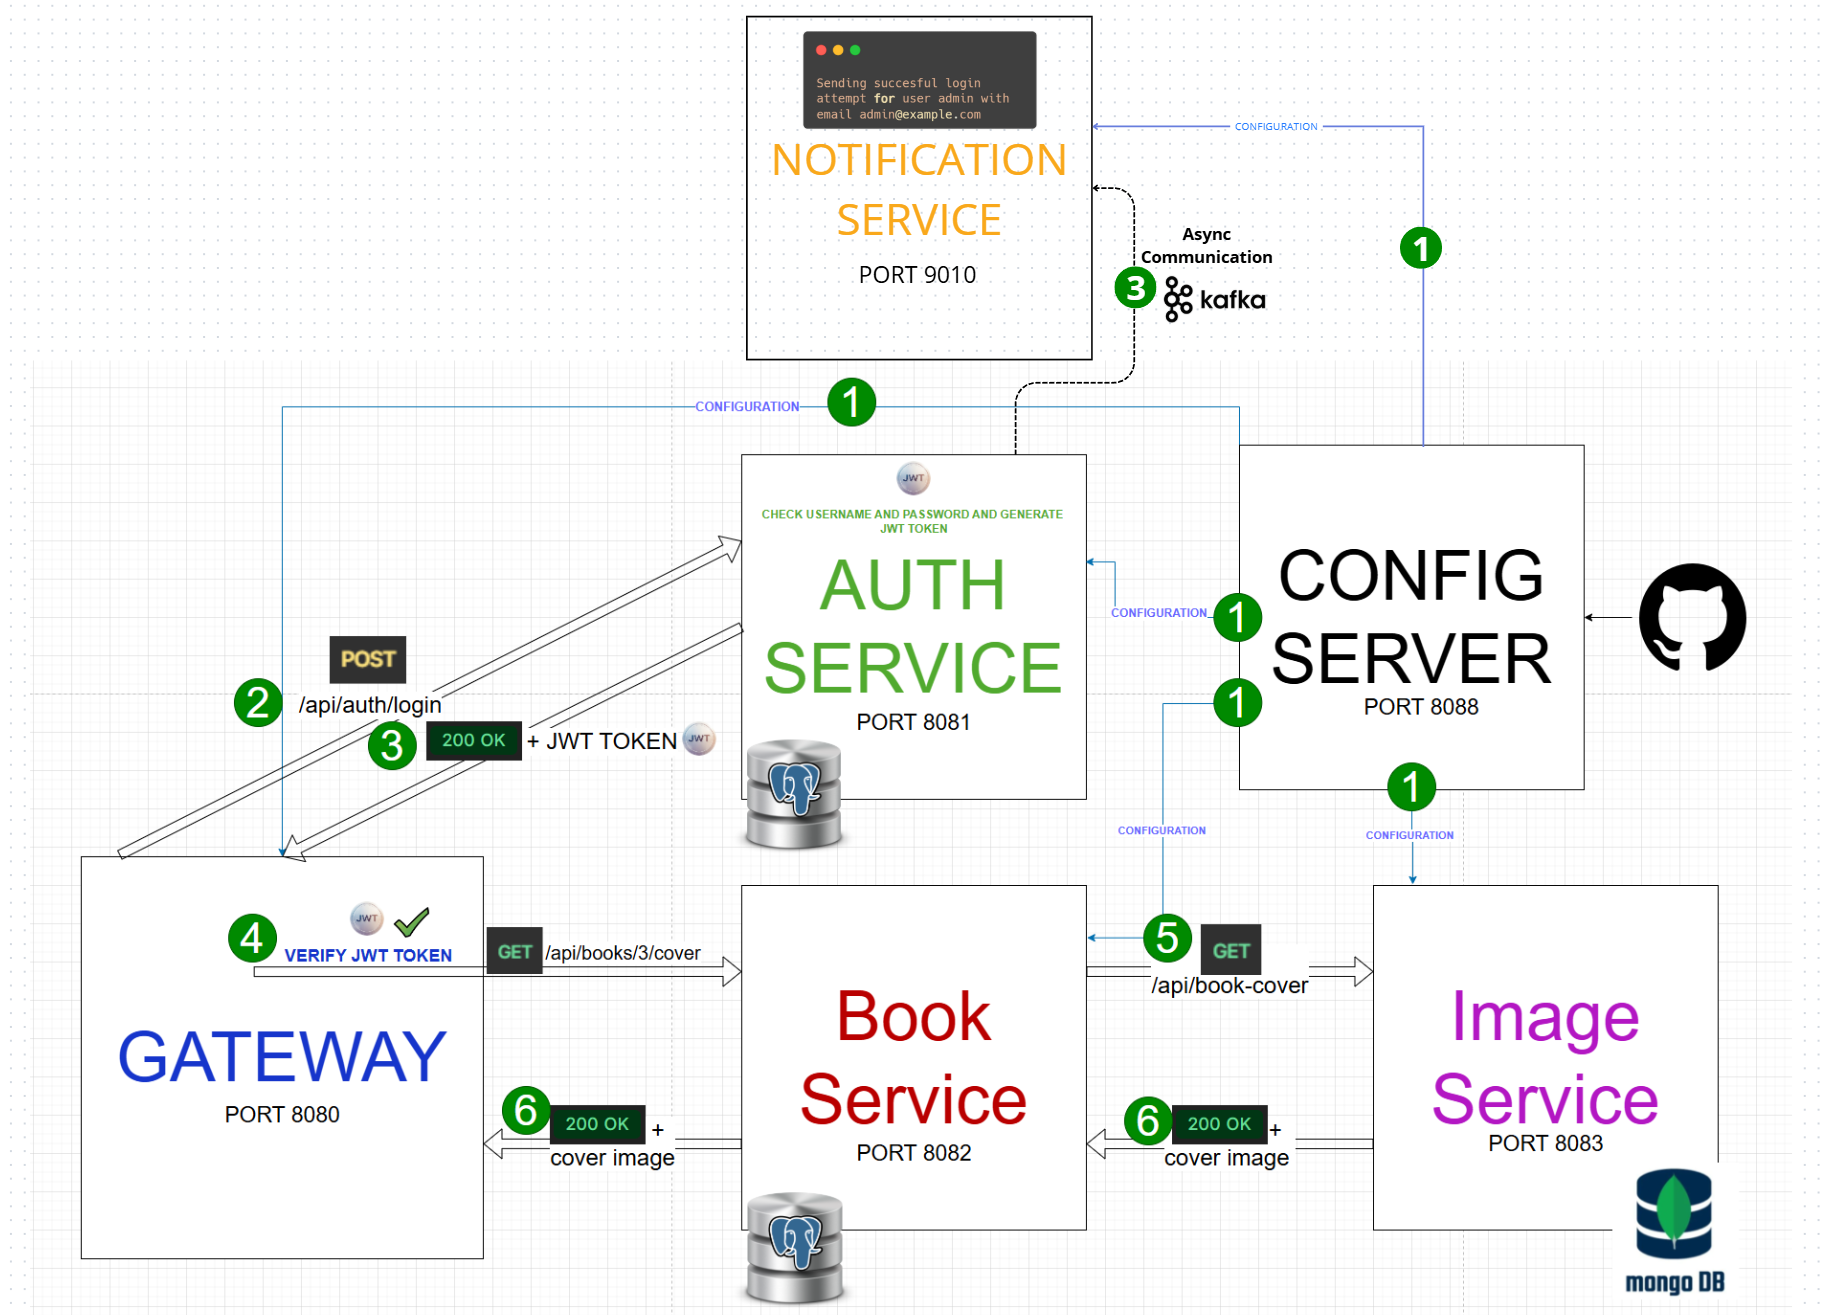 Sending succesful login
attempt for user admin with
email admin@example.com
NOTIFICATION
SERVICE
PORT 9010
CONFIGURATION
1
Async
Communication
3
kafka
CONFIGURATION
1
JWT
CHECK USERNAME AND PASSWORD AND GENERATE
JWT TOKEN
AUTH
SERVICE
PORT 8081
CONFIGURATION
1
CONFIG
SERVER
PORT 8088
1
POST
2
/api/auth/login
3
200 OK
+ JWT TOKEN
JWT
CONFIGURATION
1
CONFIGURATION
4
JWT
VERIFY JWT TOKEN
GATEWAY
PORT 8080
GET
/api/books/3/cover
Book
Service
PORT 8082
5
GET
/api/book-cover
Image
Service
PORT 8083
6
200 OK
+
cover image
6
200 OK
+
cover image
mongo DB